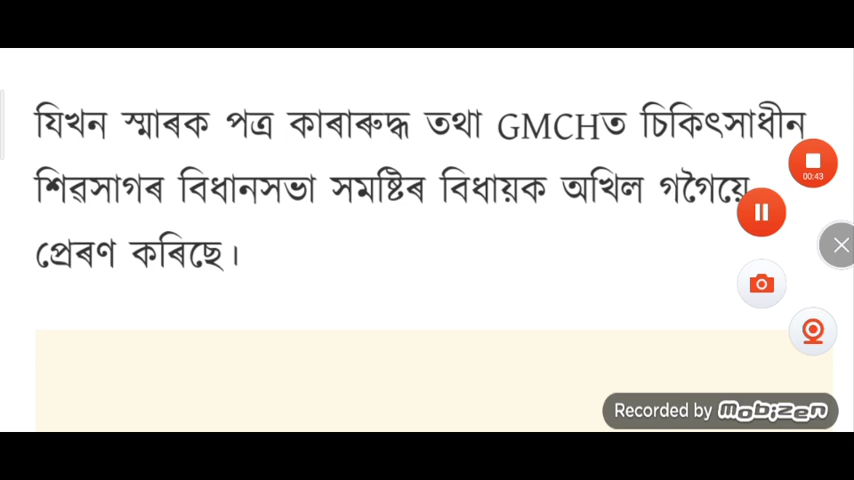 যিখন স্মাৰক পত্ৰ কাৰাৰুদ্ধ তথা GMCHত চিকিৎসাধীন
শিৱসাগৰ বিধানসভা সমষ্টিৰ বিধায়ক অখিল গগৈয়ে
প্ৰেৰণ কৰিছে।
00:43
Recorded by mobizen